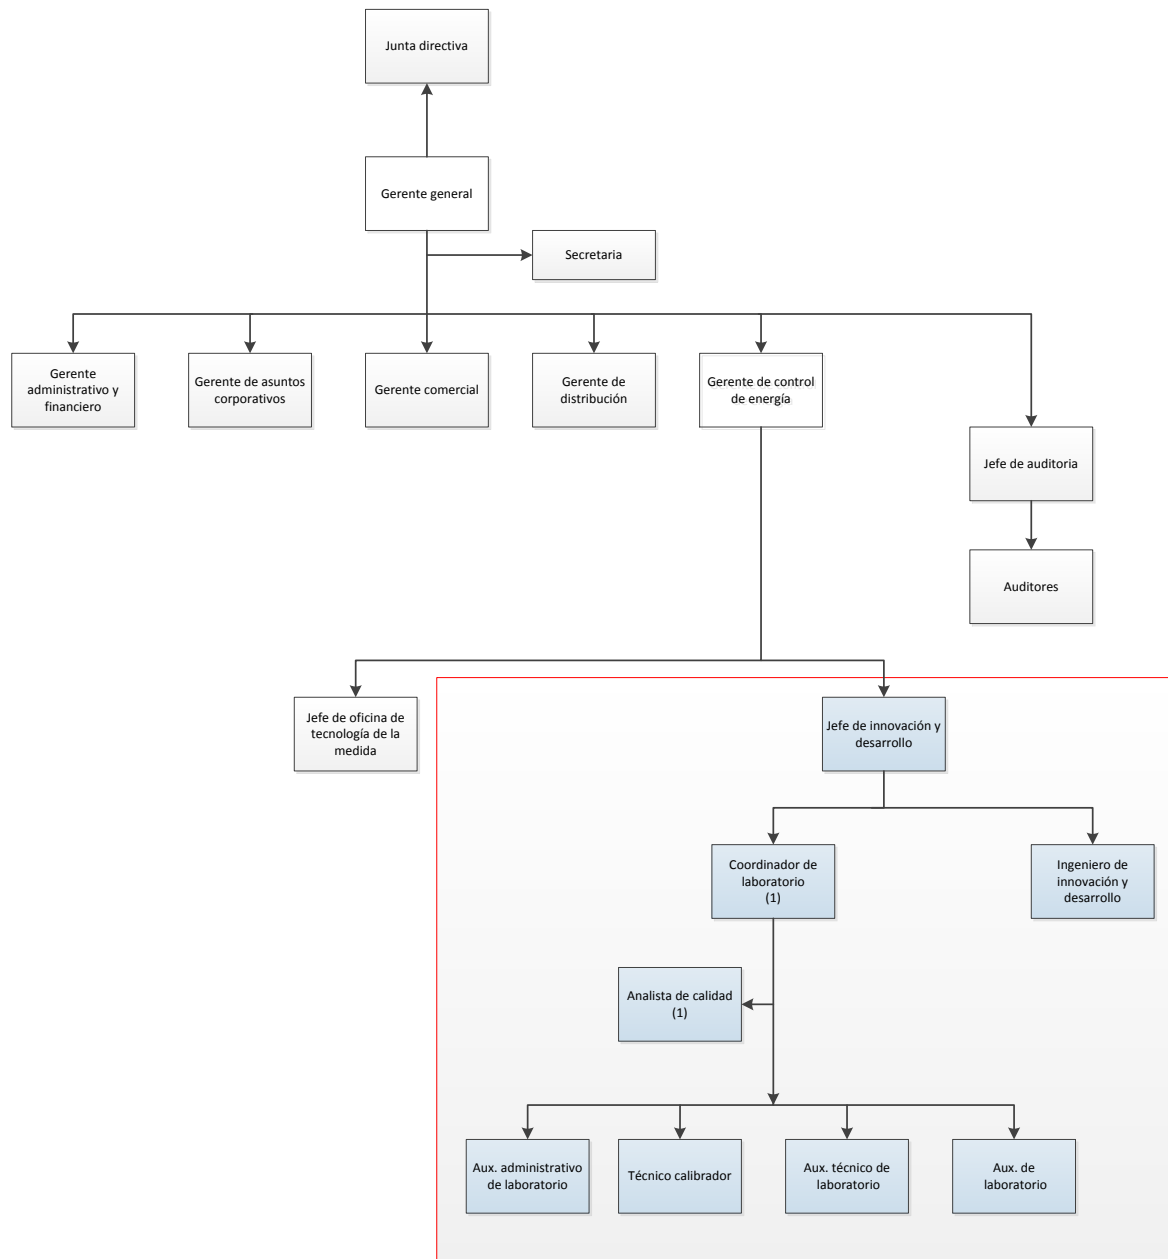 Junta directiva
Gerente general
Secretaria
Gerente
administrativo y
financiero
Gerente de asuntos
corporativos
Gerente comercial
Gerente de
distribución
Gerente de control
de energía
Jefe de auditoria
Auditores
Jefe de oficina de
tecnología de la
medida
Jefe de innovación y
desarrollo
Coordinador de
laboratorio
(1)
Ingeniero de
innovación y
desarrollo
Analista de calidad
(1)
Aux. administrativo
de laboratorio
Técnico calibrador
Aux. técnico de
laboratorio
Aux. de
laboratorio